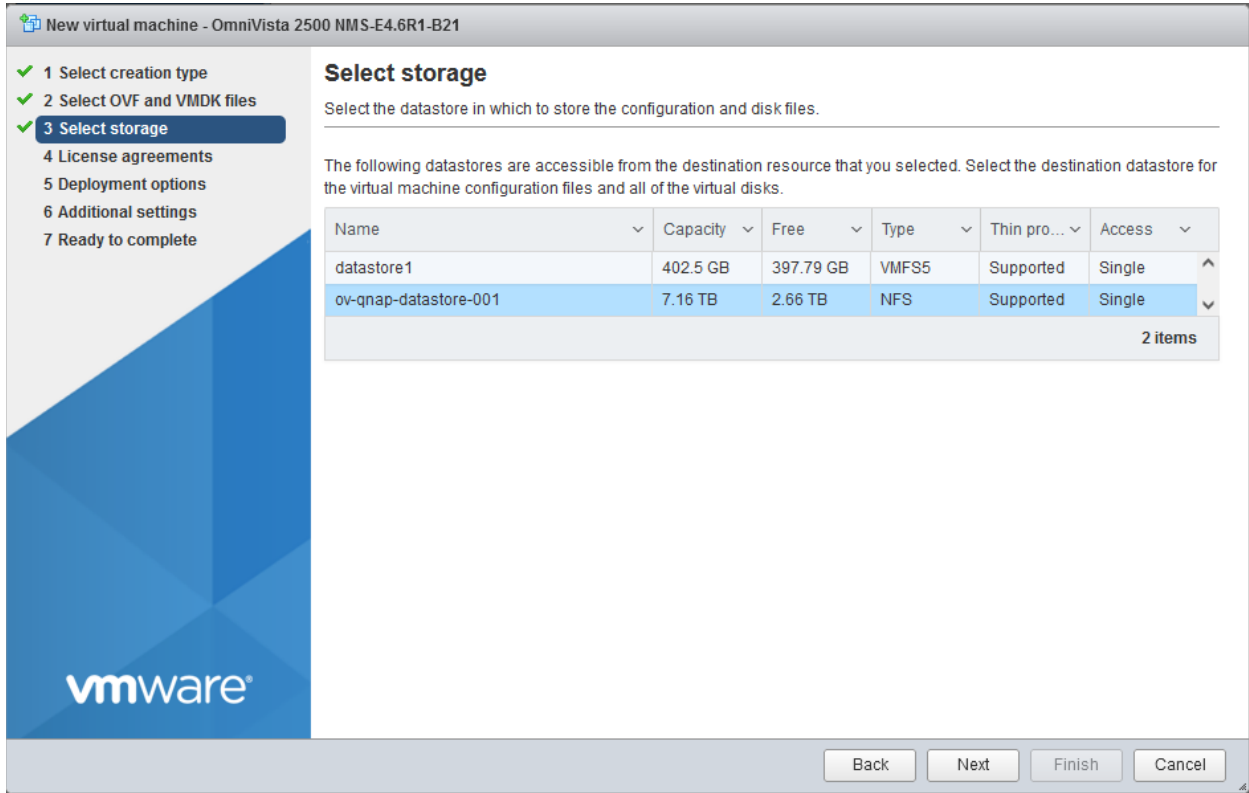 New virtual machine - OmniVista 2500 NMS-E4.6R1-B21
1 Select creation type
2 Select OVF and VMDK files
3 Select storage
4 License agreements
5 Deployment options
6 Additional settings
7 Ready to complete
vmware®
Select storage
Select the datastore in which to store the configuration and disk files.
The following datastores are accessible from the destination resource that you selected. Select the destination datastore for
the virtual machine configuration files and all of the virtual disks.
Name Capacity Free Type Thin pro... Access
datastore1 402.5 GB 397.79 GB VMFS5 Supported Single
ov-qnap-datastore-001 7.16 TB 2.66 TB NFS Supported Single
2 items
Back Next Finish Cancel